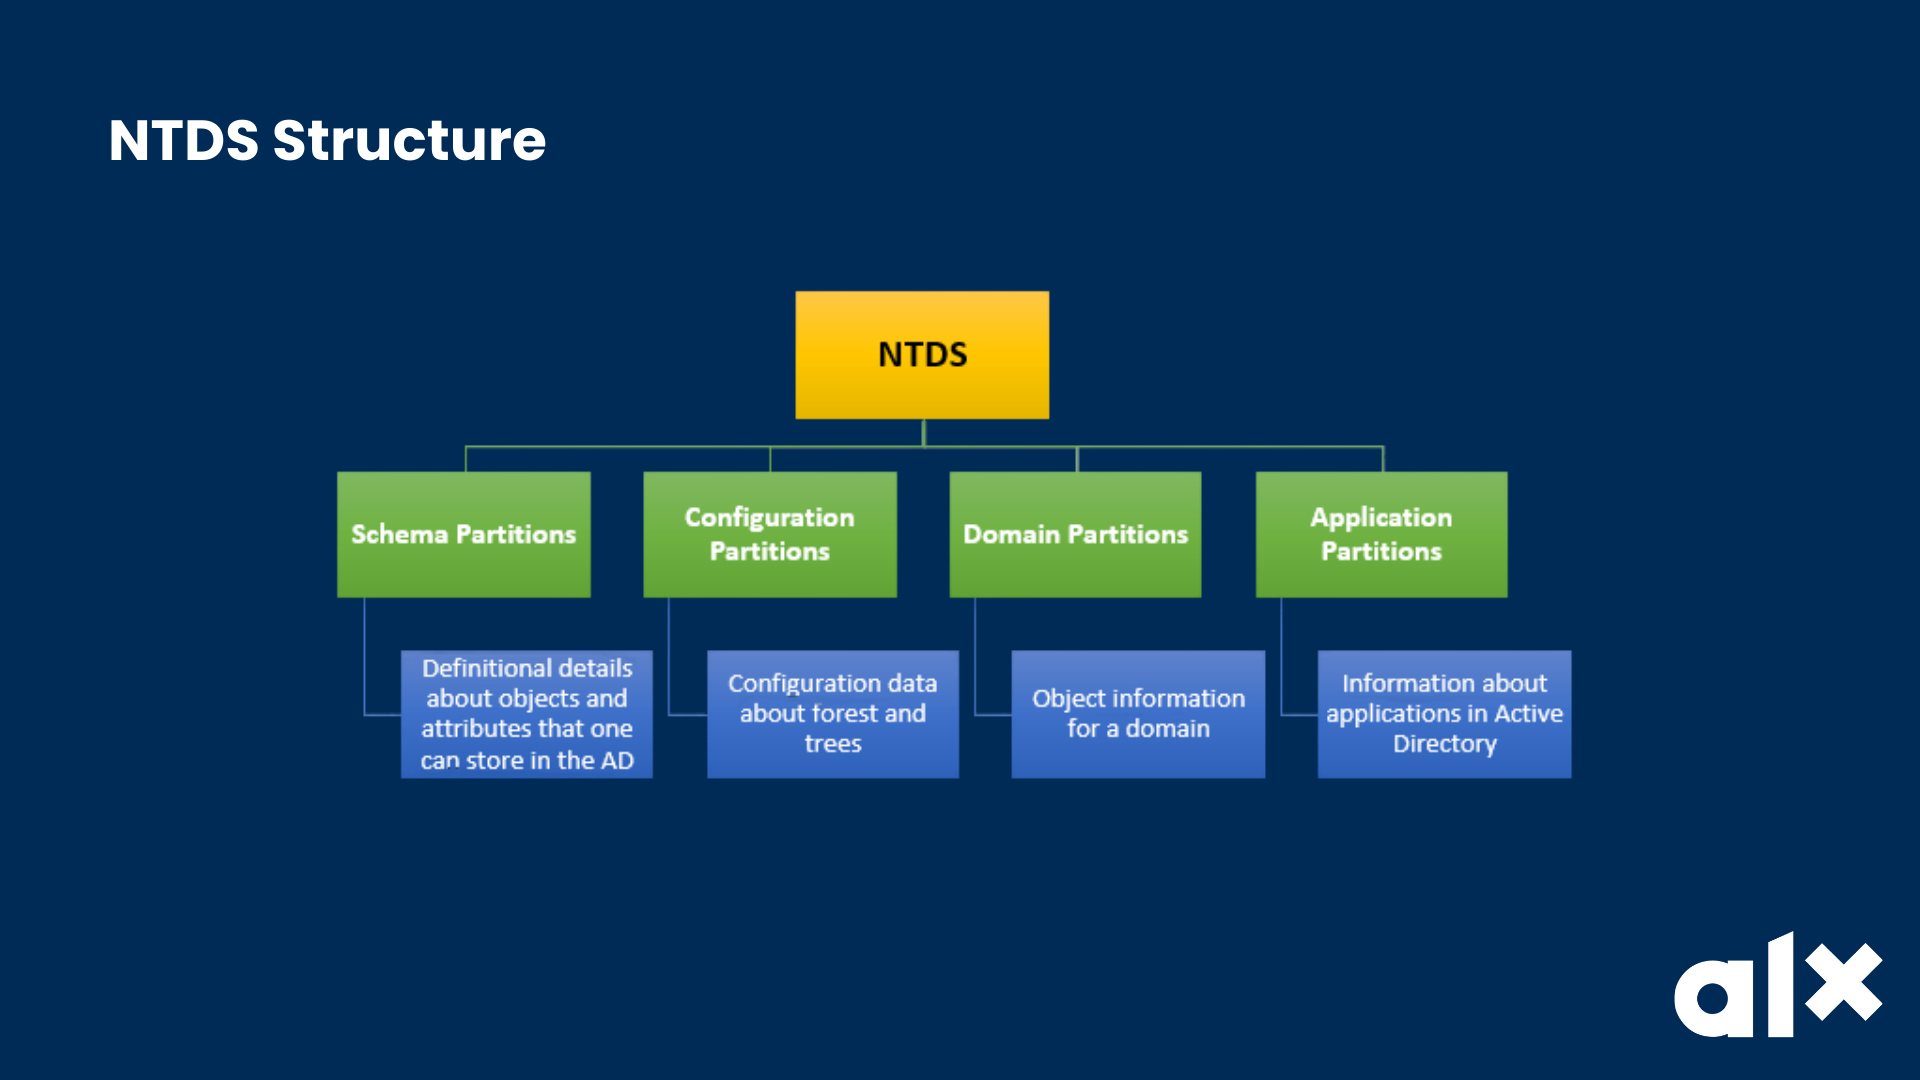 NTDS Structure
NTDS
Schema Partitions
Configuration
Partitions
Domain Partitions
Application
Partitions
Definitional details
about objects and
attributes that one
can store in the AD
Configuration data
about forest and
trees
Object information
for a domain
Information about
applications in Active
Directory
alx